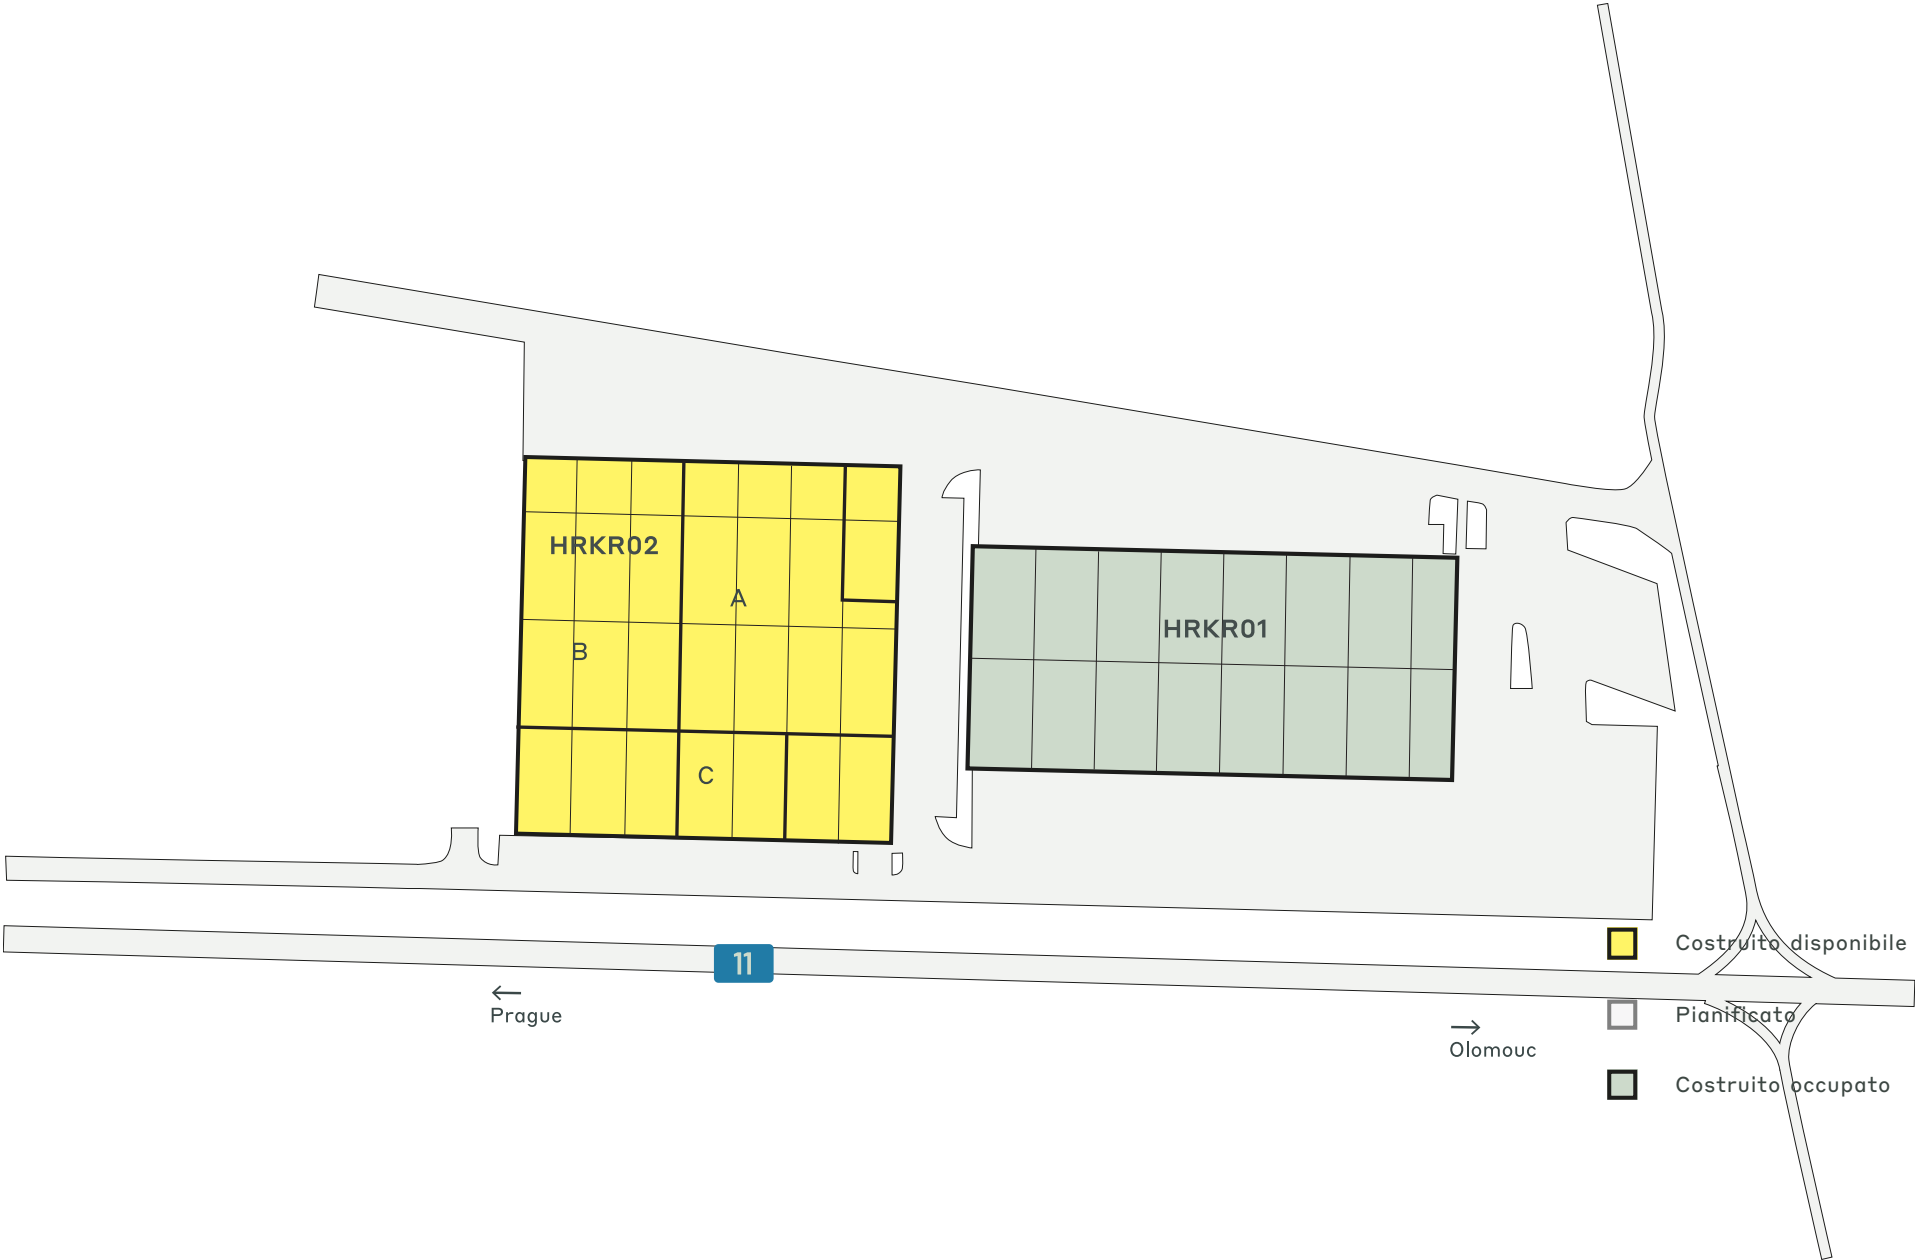 HRKR02
A
B
HRKR01
C
11
Prague
Olomouc
Costruito disponibile
Pianificato
Costruito occupato